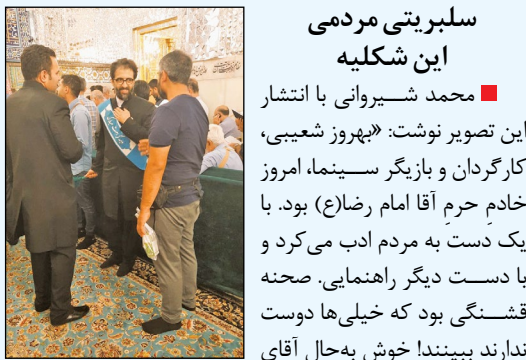 سلبریتی مردمی
این شکلیه
محمد شیروانی با انتشار
این تصویر نوشت: «بهروز شعیبی،
کارگردان و بازیگر سینما، امروز
خادمِ حرمِ آقا امام رضا(ع) بود. با
یک دست به مردم ادب می‌کرد و
با دست دیگر راهنمایی. صحنه
قشنگی بود که خیلی‌ها دوست
ندارند ببینند! خوش به‌حال آقای